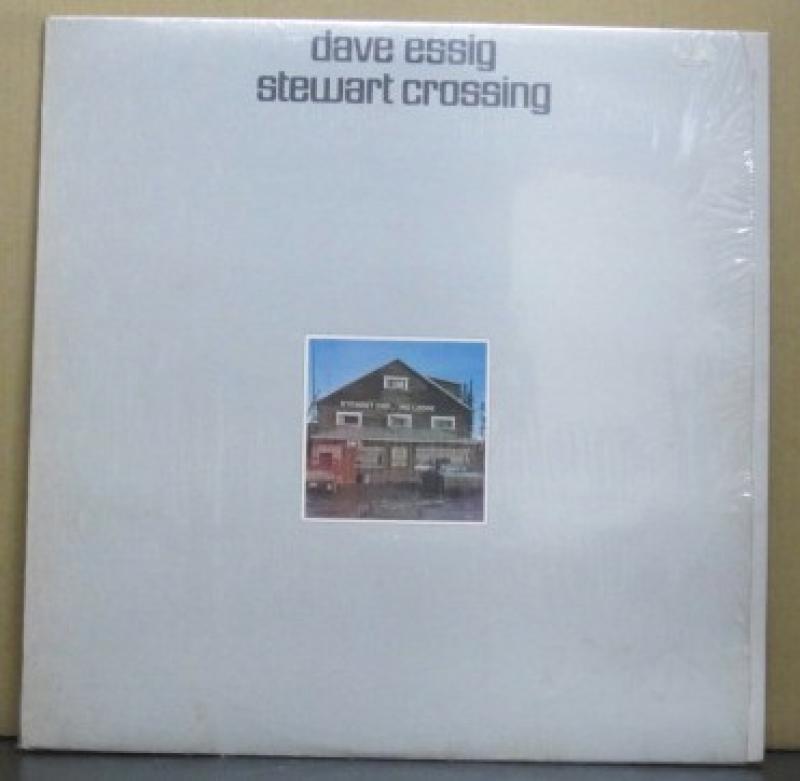 dave essig
stewart crossing